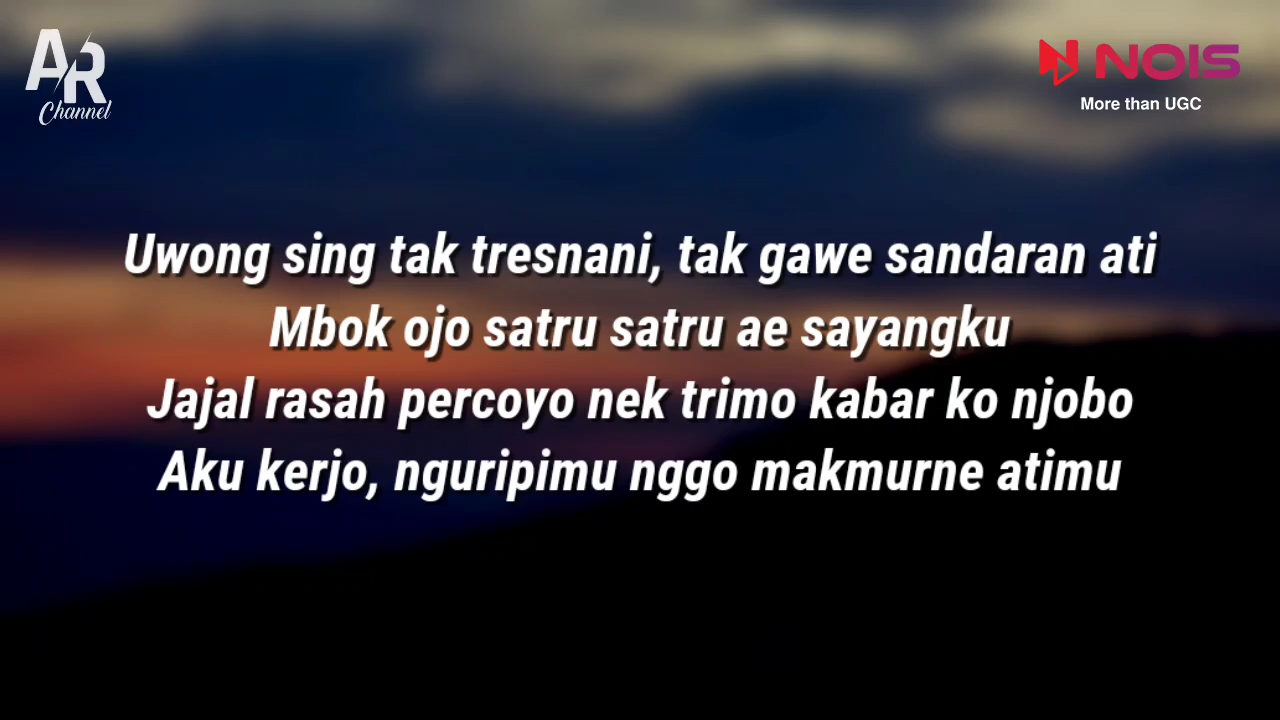 AR
Channel
NOIS
More than UGC
Uwong sing tak tresnani, tak gawe sandaran ati
Mbok ojo satru satru ae sayangku
Jajal rasah percoyo nek trimo kabar ko njobo
Aku kerjo, nguripimu nggo makmurne atimu